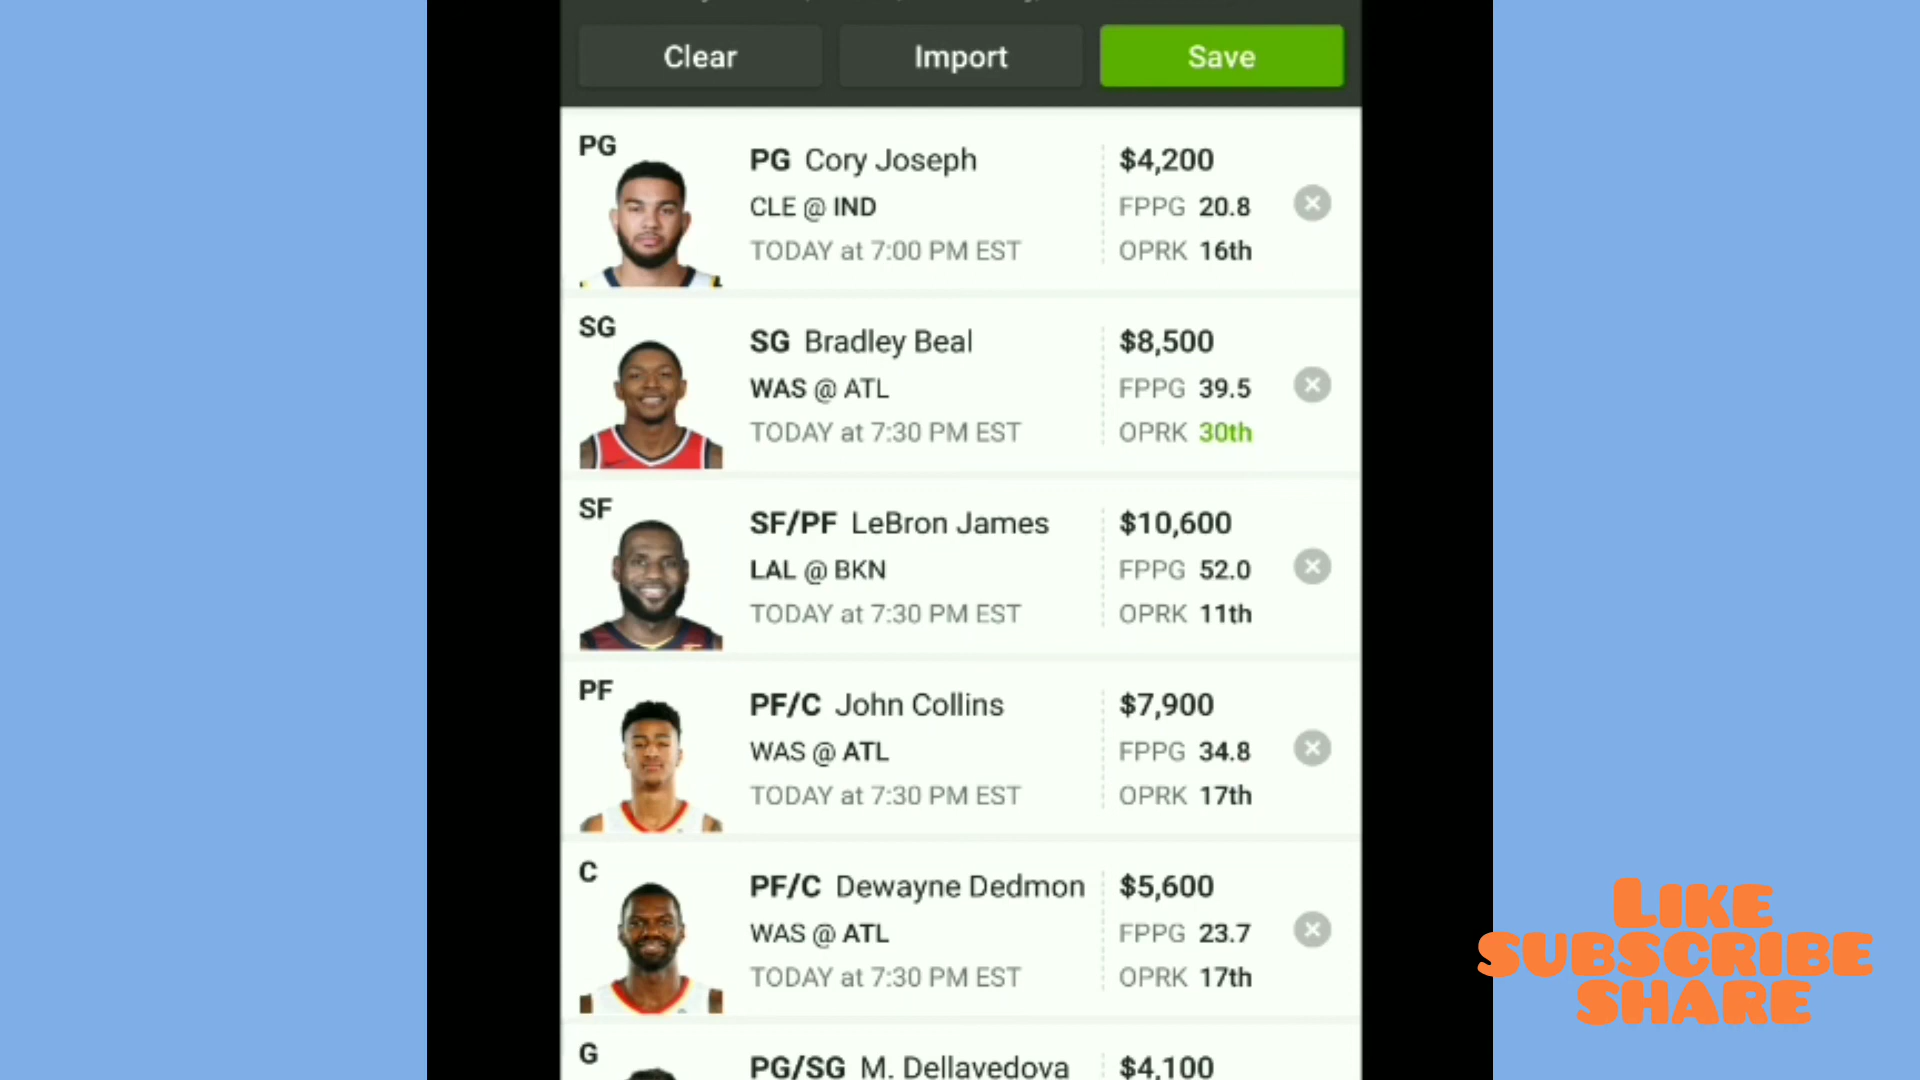 Clear Import Save
PG
PG Cory Joseph $4,200
CLE @ IND FPPG 20.8
TODAY at 7:00 PM EST OPRK 16th
SG
SG Bradley Beal $8,500
WAS @ ATL FPPG 39.5
TODAY at 7:30 PM EST OPRK 30th
SF
SF/PF LeBron James $10,600
LAL @ BKN FPPG 52.0
TODAY at 7:30 PM EST OPRK 11th
PF
PF/C John Collins $7,900
WAS @ ATL FPPG 34.8
TODAY at 7:30 PM EST OPRK 17th
C
PF/C Dewayne Dedmon $5,600
WAS @ ATL FPPG 23.7
TODAY at 7:30 PM EST OPRK 17th
G
PG/SG M. Dellavedova $4,100
LIKE
SUBSCRIBE
SHARE